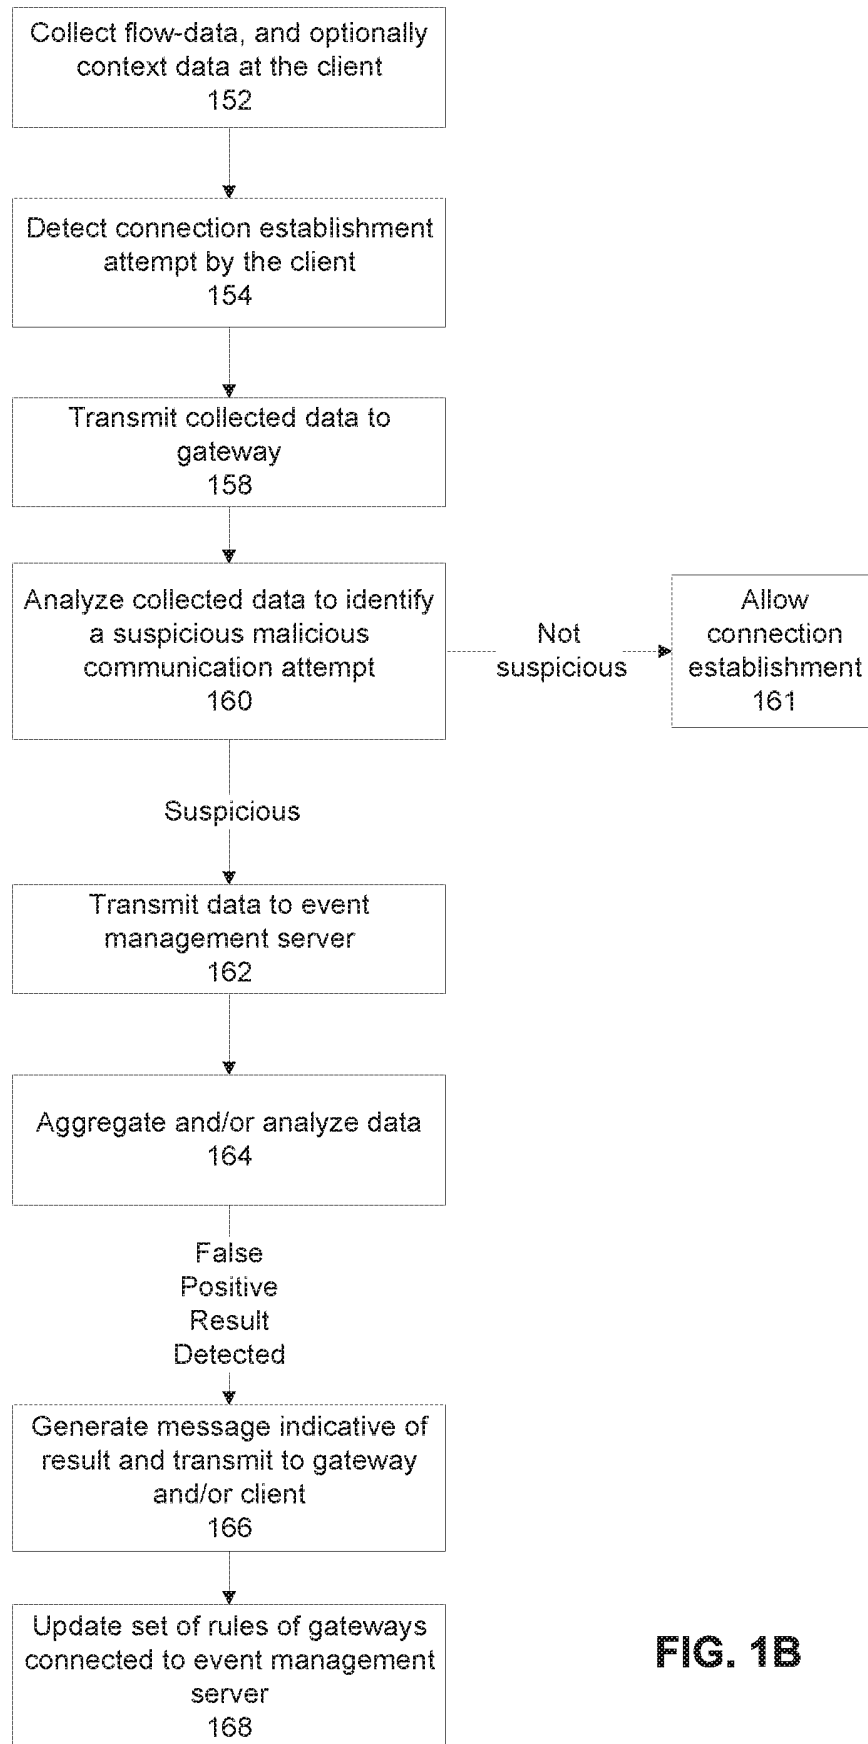 Collect flow-data, and optionally
context data at the client
152
Detect connection establishment
attempt by the client
154
Transmit collected data to
gateway
158
Analyze collected data to identify
a suspicious malicious
communication attempt
160
Not
suspicious
Allow
connection
establishment
161
Suspicious
Transmit data to event
management server
162
Aggregate and/or analyze data
164
False
Positive
Result
Detected
Generate message indicative of
result and transmit to gateway
and/or client
166
Update set of rules of gateways
connected to event management
server
168
FIG. 1B